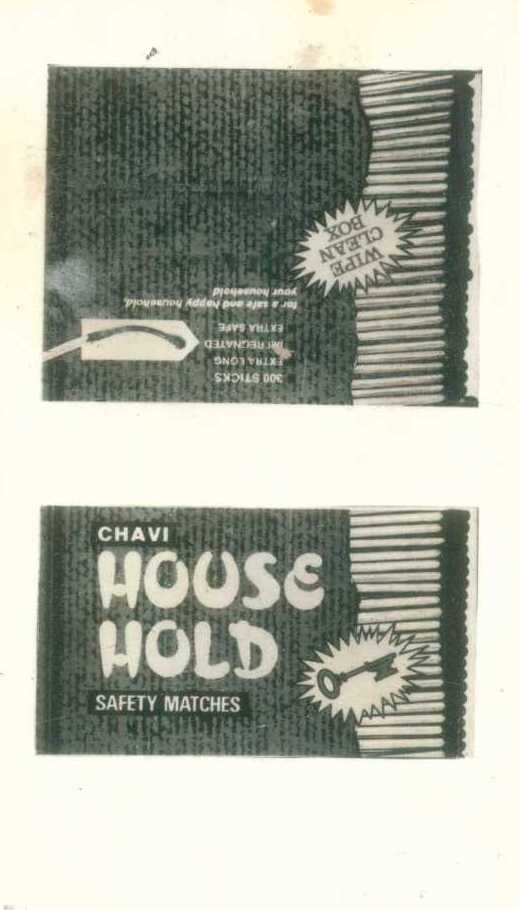 WIPE
CLEAN
BOX
300 STICKS
EXTRA LONG
IMPREGNATED
EXTRA SAFE
for a safe and happy household,
your household
CHAVI
HOUSE
HOLD
SAFETY MATCHES